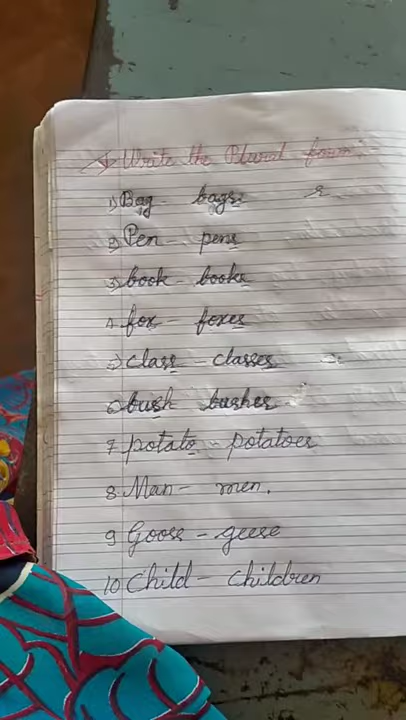 Write the Plural form:
1) Bag - bags
2) Pen - pens
3) book - books
4) fox - foxes
5) class - classes
6) bush bushes
7 potato - potatoes
8 Man - men.
9 Goose - geese
10 Child - children